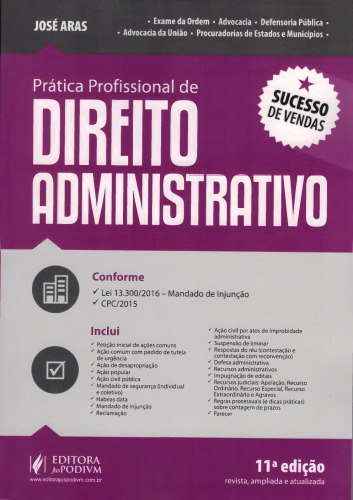 JOSÉ ARAS
• Exame da Ordem • Advocacia • Defensoria Pública •
• Advocacia da União • Procuradorias de Estados e Municípios •
Prática Profissional de
DIREITO
ADMINISTRATIVO
SUCESSO
DE VENDAS
Conforme
✓ Lei 13.300/2016 – Mandado de Injunção
✓ CPC/2015
Incluí
✓ Petição inicial de ações comuns
✓ Ação comum com pedido de tutela
de urgência
✓ Ação de desapropriação
✓ Ação popular
✓ Ação civil pública
✓ Mandado de segurança (individual
e coletivo)
✓ Habeas data
✓ Mandado de injunção
✓ Reclamação
✓ Ação civil por atos de improbidade
administrativa
✓ Suspensão de liminar
✓ Respostas do réu (contestação e
contestação com reconvenção)
✓ Defesa administrativa
✓ Recursos administrativos
✓ Impugnação de editais
✓ Recursos judiciais: Apelação, Recurso
Ordinário, Recurso Especial, Recurso
Extraordinário e Agravos
✓ Regras processuais (e dicas práticas)
sobre contagem de prazos
✓ Parecer
EDITORA
JusPODIVM
www.editorajuspodivm.com.br
11ª edição
revista, ampliada e atualizada